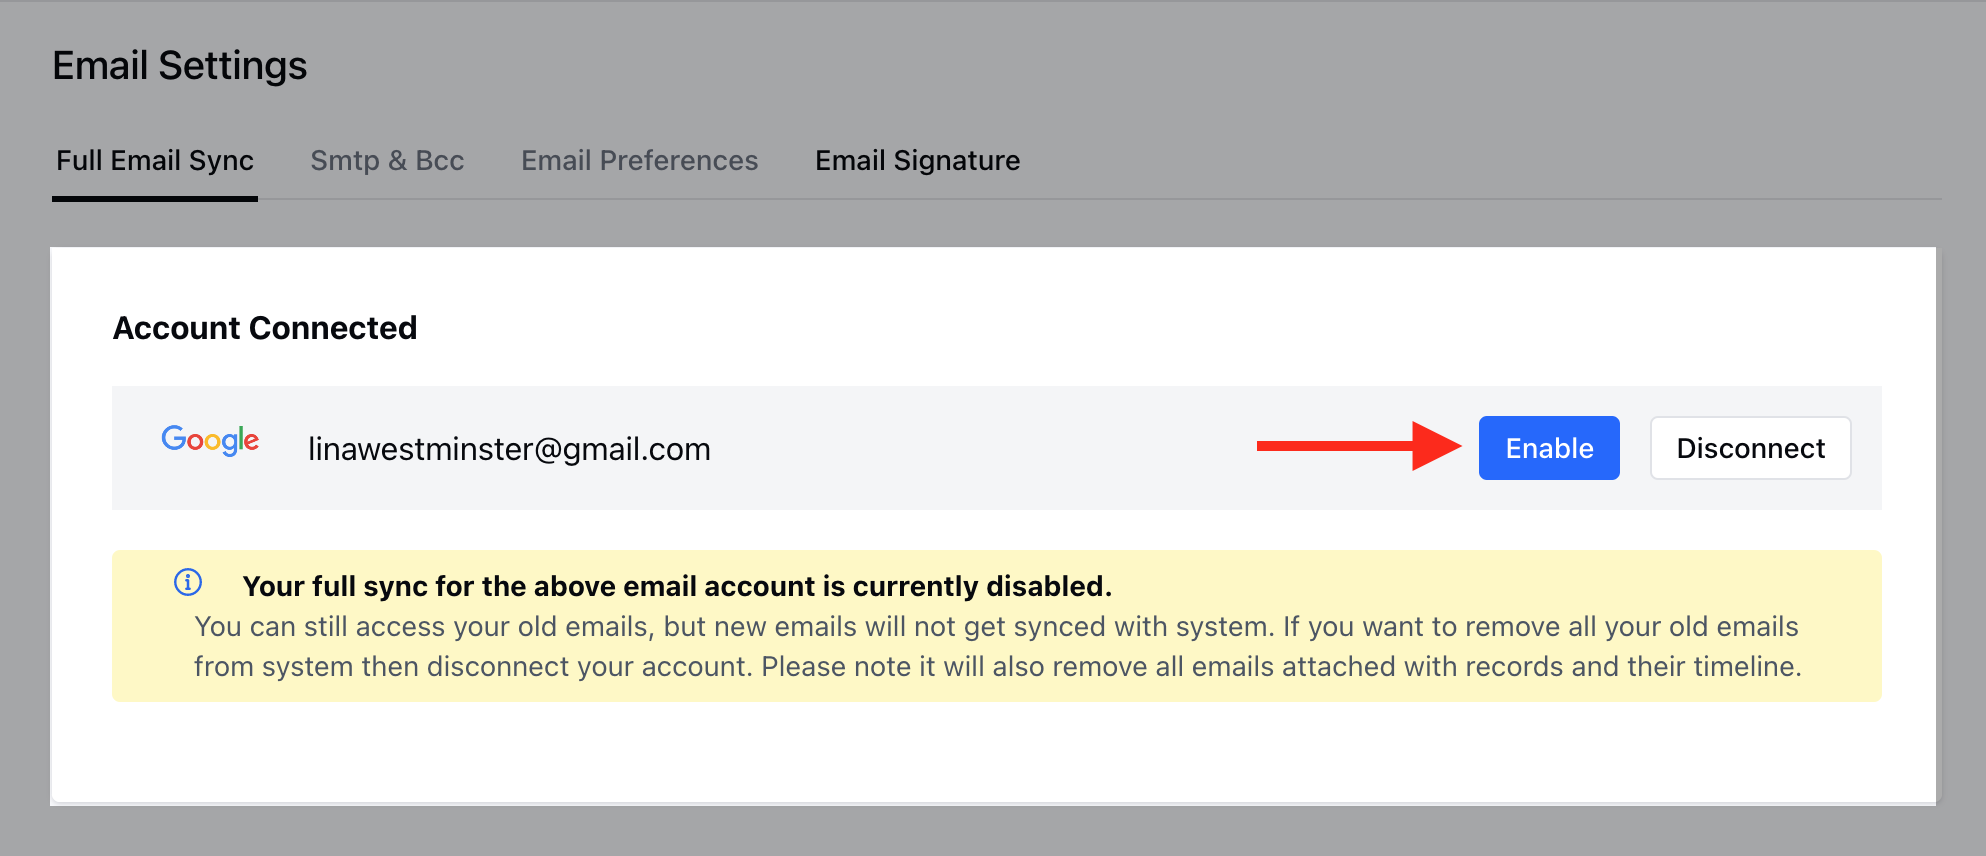 Email Settings
Full Email Sync Smtp & Bcc Email Preferences Email Signature
Account Connected
Google linawestminster@gmail.com Enable Disconnect
Your full sync for the above email account is currently disabled.
You can still access your old emails, but new emails will not get synced with system. If you want to remove all your old emails
from system then disconnect your account. Please note it will also remove all emails attached with records and their timeline.